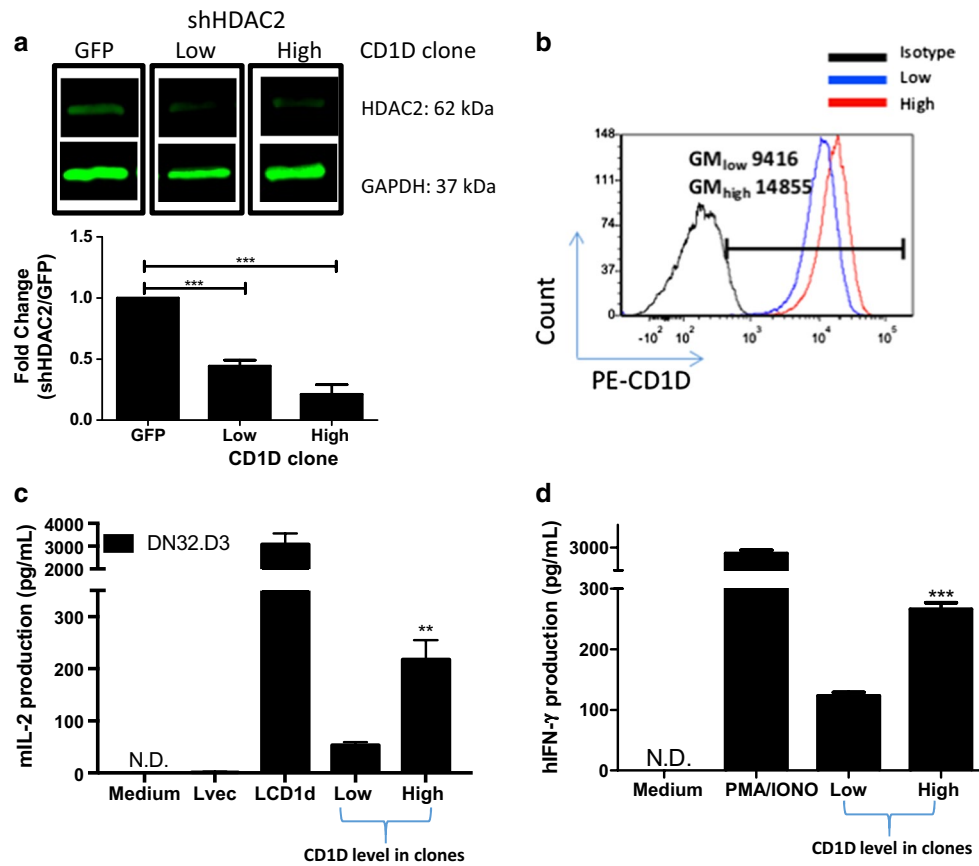 a
shHDAC2
GFP Low High CD1D clone
HDAC2: 62 kDa
GAPDH: 37 kDa
Fold Change
(shHDAC2/GFP)
1.5
1.0
0.5
0.0
***
***
GFP Low High
CD1D clone
b
Isotype
Low
High
GMlow 9416
GMhigh 14855
Count
148
111
74
37
0
-10² 10² 10³ 10⁴ 10⁵
PE-CD1D
c
mIL-2 production (pg/mL)
4000
3000
2000
300
200
100
0
DN32.D3
N.D.
**
Medium Lvec LCD1d Low High
CD1D level in clones
d
hIFN-γ production (pg/mL)
3000
300
200
100
0
N.D.
***
Medium PMA/IONO Low High
CD1D level in clones